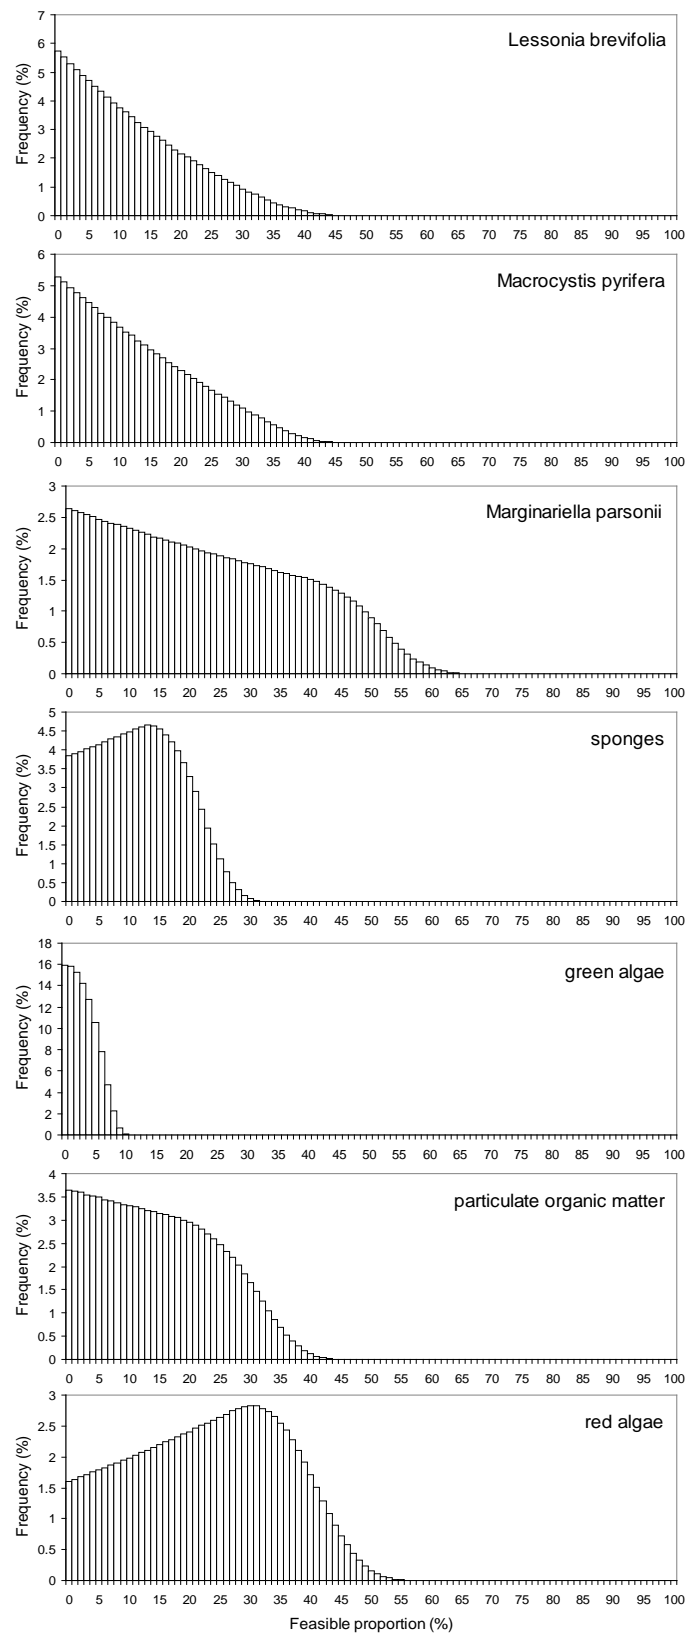 Lessonia brevifolia
Frequency (%)
7
6
5
4
3
2
1
0
0 5 10 15 20 25 30 35 40 45 50 55 60 65 70 75 80 85 90 95 100
Macrocystis pyrifera
Frequency (%)
6
5
4
3
2
1
0
0 5 10 15 20 25 30 35 40 45 50 55 60 65 70 75 80 85 90 95 100
Marginariella parsonii
Frequency (%)
3
2.5
2
1.5
1
0.5
0
0 5 10 15 20 25 30 35 40 45 50 55 60 65 70 75 80 85 90 95 100
sponges
Frequency (%)
5
4.5
4
3.5
3
2.5
2
1.5
1
0.5
0
0 5 10 15 20 25 30 35 40 45 50 55 60 65 70 75 80 85 90 95 100
green algae
Frequency (%)
18
16
14
12
10
8
6
4
2
0
0 5 10 15 20 25 30 35 40 45 50 55 60 65 70 75 80 85 90 95 100
particulate organic matter
Frequency (%)
4
3.5
3
2.5
2
1.5
1
0.5
0
0 5 10 15 20 25 30 35 40 45 50 55 60 65 70 75 80 85 90 95 100
red algae
Frequency (%)
3
2.5
2
1.5
1
0.5
0
0 5 10 15 20 25 30 35 40 45 50 55 60 65 70 75 80 85 90 95 100
Feasible proportion (%)